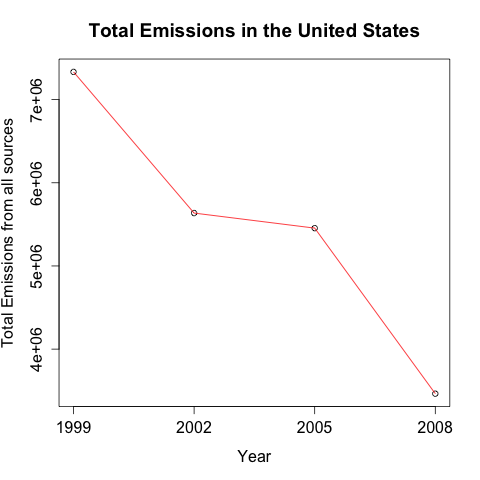 Total Emissions in the United States
Total Emissions from all sources
7e+06
6e+06
5e+06
4e+06
1999 2002 2005 2008
Year